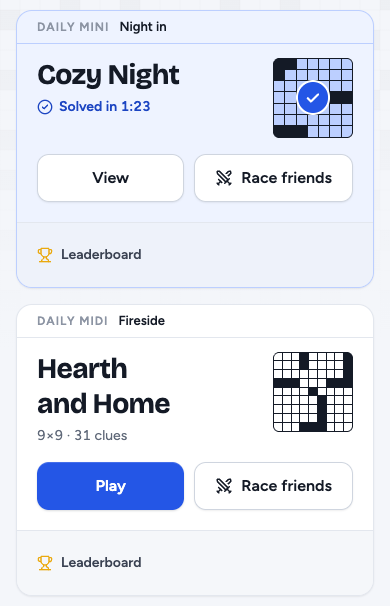 DAILY MINI Night in
Cozy Night
Solved in 1:23
View
Race friends
Leaderboard
DAILY MIDI Fireside
Hearth
and Home
9×9 · 31 clues
Play
Race friends
Leaderboard